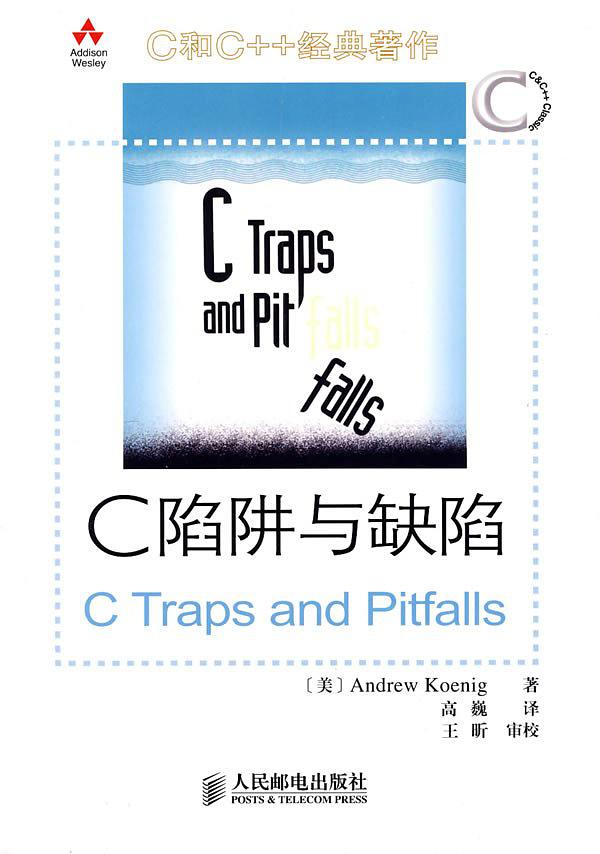 Addison
Wesley
C和C++经典著作
C&C++ Classic
C
C Traps
and Pitfalls
falls
C陷阱与缺陷
C Traps and Pitfalls
〔美〕Andrew Koenig 著
高 巍 译
王 昕 审校
人民邮电出版社
POSTS & TELECOM PRESS